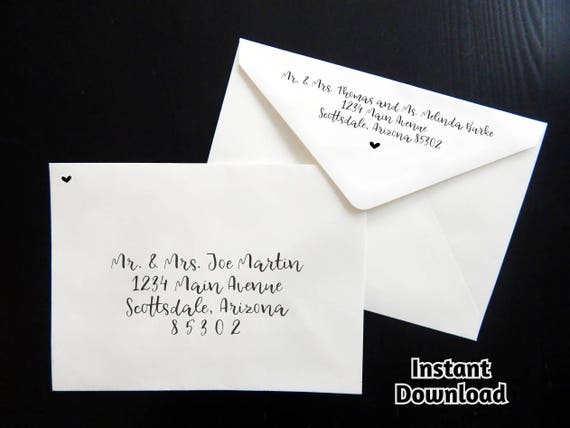 Mr. & Mrs. Thomas and Ms. Melinda Burke
1234 Main Avenue
Scottsdale, Arizona 85302
Mr. & Mrs. Joe Martin
1234 Main Avenue
Scottsdale, Arizona
85302
Instant
Download